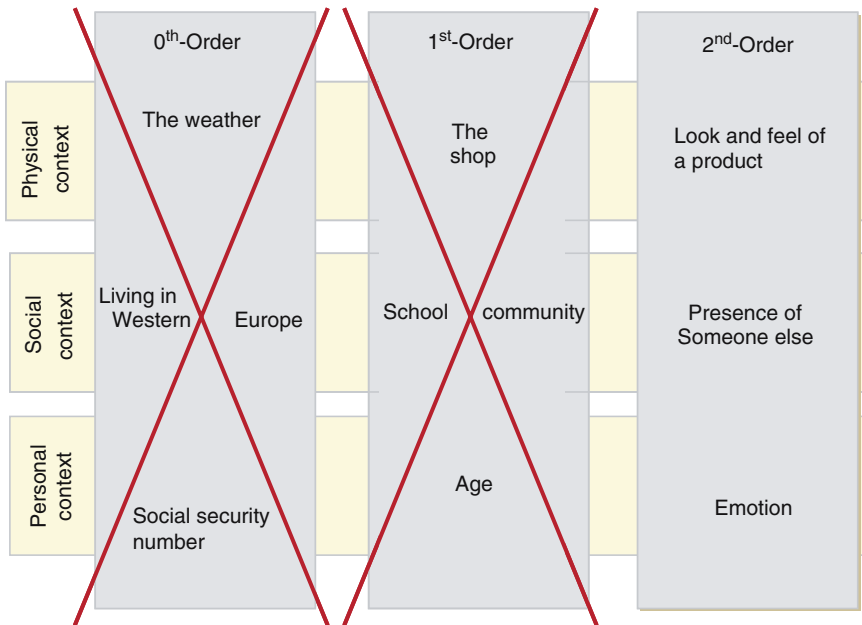 0th-Order
1st-Order
2nd-Order
Physical
context
The weather
The
shop
Look and feel of
a product
Social
context
Living in
Western Europe
School community
Presence of
Someone else
Personal
context
Social security
number
Age
Emotion